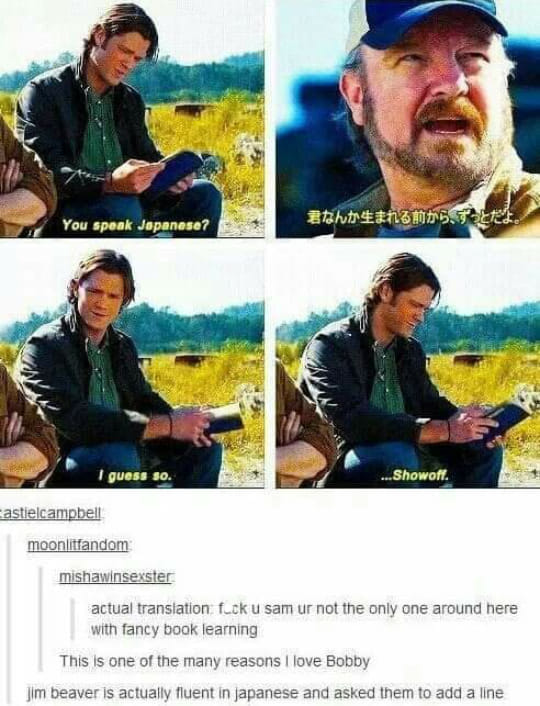 You speak Japanese?
君なんか生まれる前から、ずっとだよ。
I guess so.
...Showoff.
castielcampbell:
moonlitfandom:
mishawinsexster:
actual translation: f_ck u sam ur not the only one around here
with fancy book learning
This is one of the many reasons I love Bobby
jim beaver is actually fluent in japanese and asked them to add a line